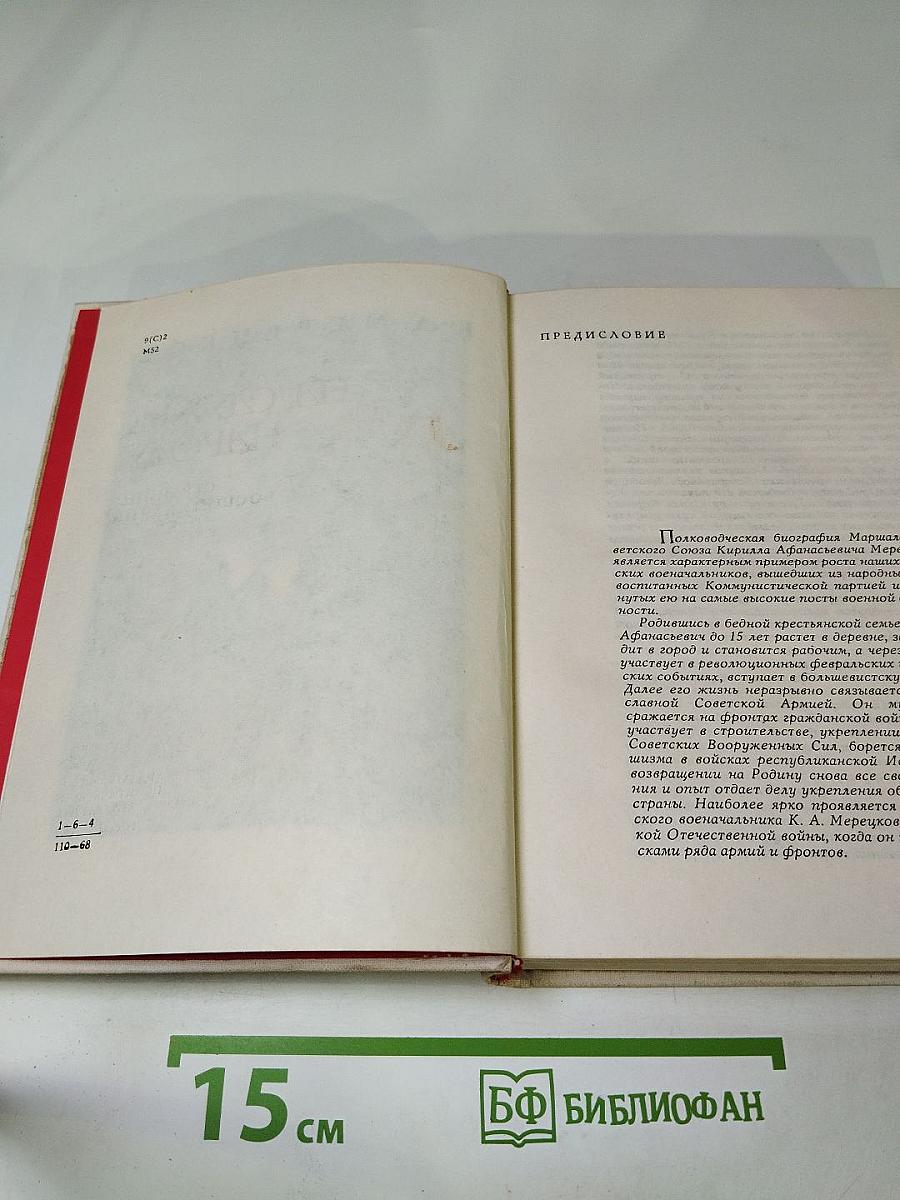 9(С)2
М52
1—6—4
110—68
ПРЕДИСЛОВИЕ
Полководческая биография Маршал
ветского Союза Кирилла Афанасьевича Мере
является характерным примером роста наших
ских военачальников, вышедших из народны
воспитанных Коммунистической партией и
нутых ею на самые высокие посты военной
ности.
Родившись в бедной крестьянской семье
Афанасьевич до 15 лет растет в деревне, за
дит в город и становится рабочим, а через
участвует в революционных февральских
ских событиях, вступает в большевистску
Далее его жизнь неразрывно связывает
славной Советской Армией. Он му
сражается на фронтах гражданской вой
участвует в строительстве, укреплении
Советских Вооруженных Сил, борется
шизма в войсках республиканской Ис
возвращении на Родину снова все сво
ния и опыт отдает делу укрепления об
страны. Наиболее ярко проявляется
ского военачальника К. А. Мерецков
кой Отечественной войны, когда он
сками ряда армий и фронтов.
15 см
БФ БИБЛИОФАН